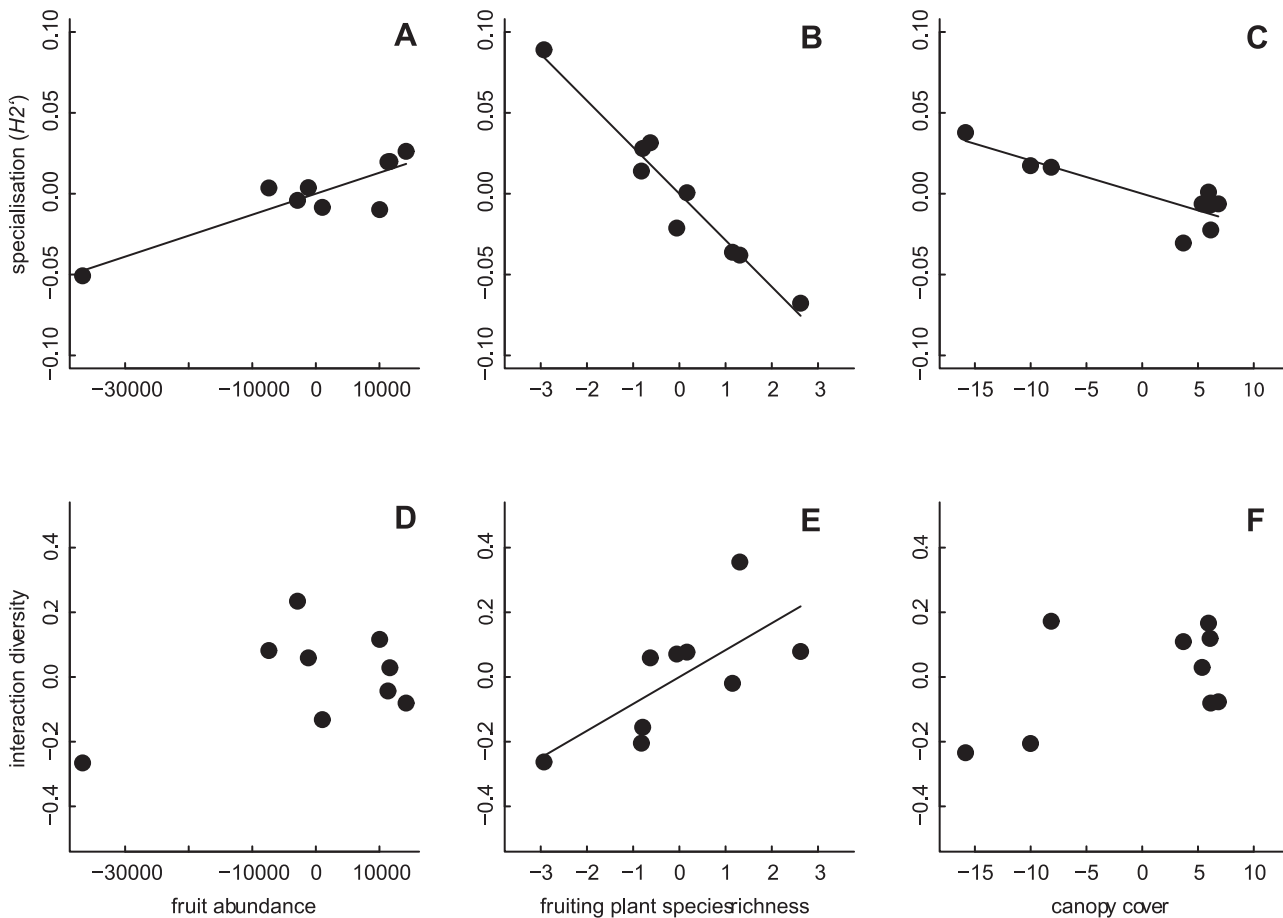 A
B
C
specialisation (H2‘)
0.10
0.05
0.00
−0.05
−0.10
−30000 −10000 0 10000
0.10
0.05
0.00
−0.05
−0.10
−3 −2 −1 0 1 2 3
0.10
0.05
0.00
−0.05
−0.10
−15 −10 −5 0 5 10
D
E
F
interaction diversity
0.4
0.2
0.0
−0.2
−0.4
−30000 −10000 0 10000
fruit abundance
0.4
0.2
0.0
−0.2
−0.4
−3 −2 −1 0 1 2 3
fruiting plant speciesrichness
0.4
0.2
0.0
−0.2
−0.4
−15 −10 −5 0 5 10
canopy cover